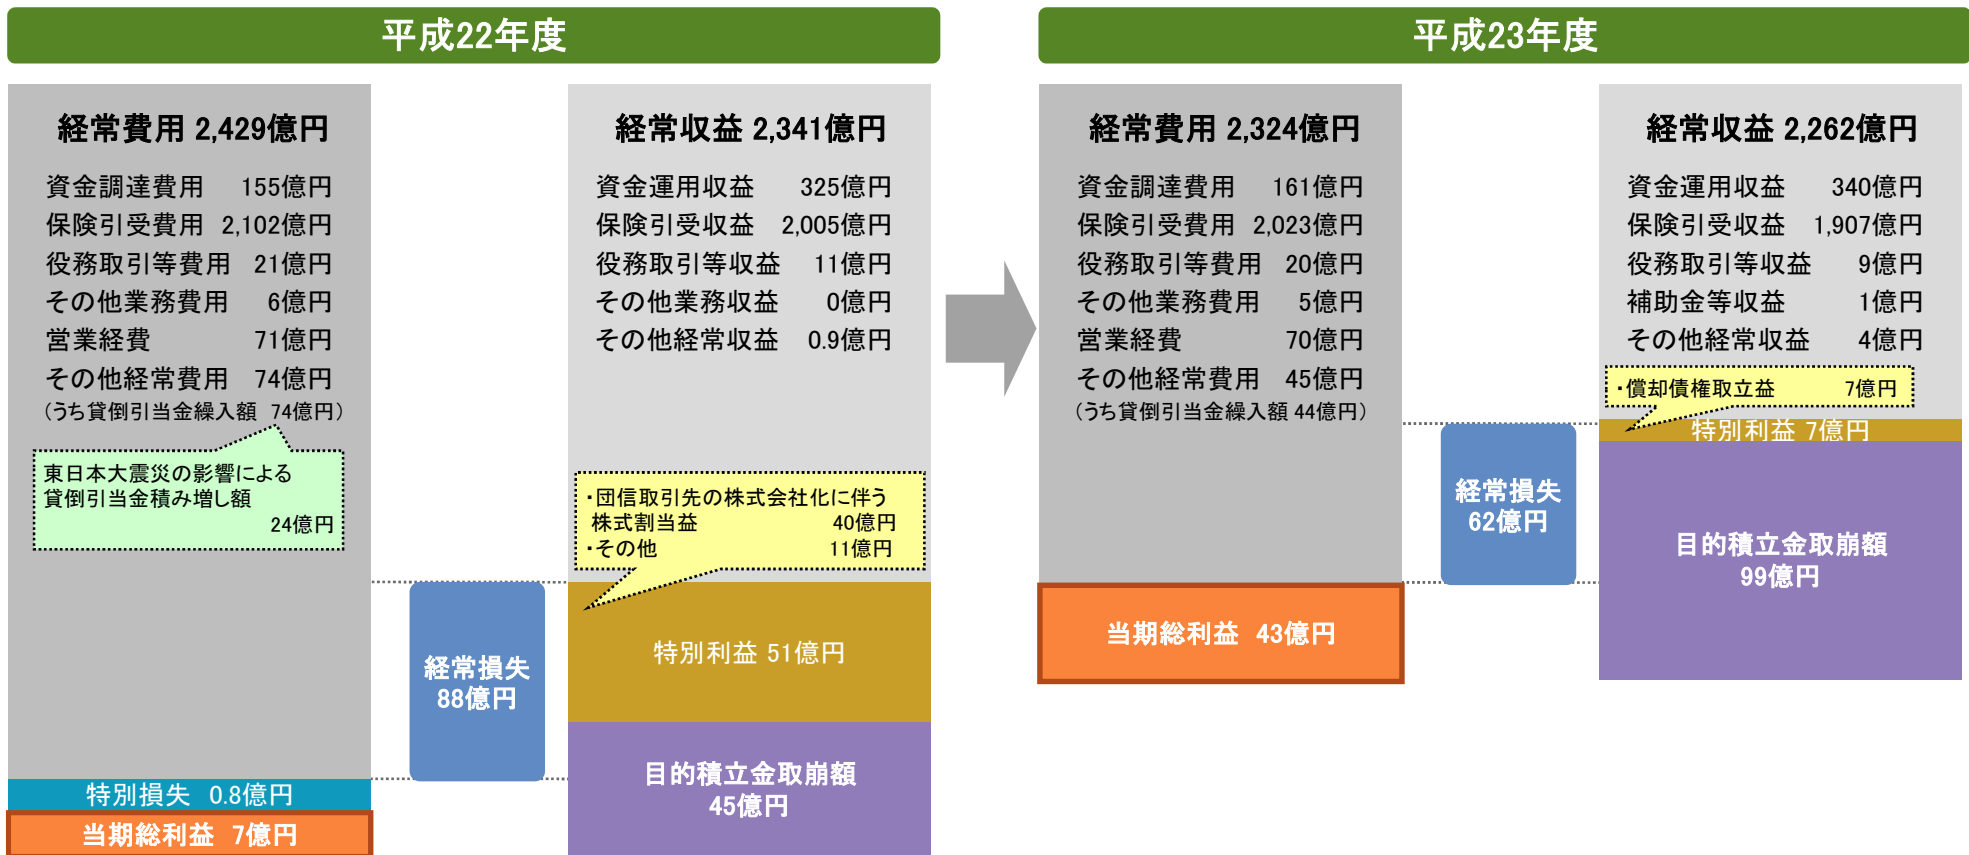 平成22年度
経常費用 2,429億円
資金調達費用 155億円
保険引受費用 2,102億円
役務取引等費用 21億円
その他業務費用 6億円
営業経費 71億円
その他経常費用 74億円
（うち貸倒引当金繰入額 74億円）
東日本大震災の影響による
貸倒引当金積み増し額
24億円
特別損失 0.8億円
当期総利益 7億円
経常損失
88億円
経常収益 2,341億円
資金運用収益 325億円
保険引受収益 2,005億円
役務取引等収益 11億円
その他業務収益 0億円
その他経常収益 0.9億円
・団信取引先の株式会社化に伴う
株式割当益 40億円
・その他 11億円
特別利益 51億円
目的積立金取崩額
45億円
平成23年度
経常費用 2,324億円
資金調達費用 161億円
保険引受費用 2,023億円
役務取引等費用 20億円
その他業務費用 5億円
営業経費 70億円
その他経常費用 45億円
（うち貸倒引当金繰入額 44億円）
当期総利益 43億円
経常損失
62億円
経常収益 2,262億円
資金運用収益 340億円
保険引受収益 1,907億円
役務取引等収益 9億円
補助金等収益 1億円
その他経常収益 4億円
・償却債権取立益 7億円
特別利益 7億円
目的積立金取崩額
99億円